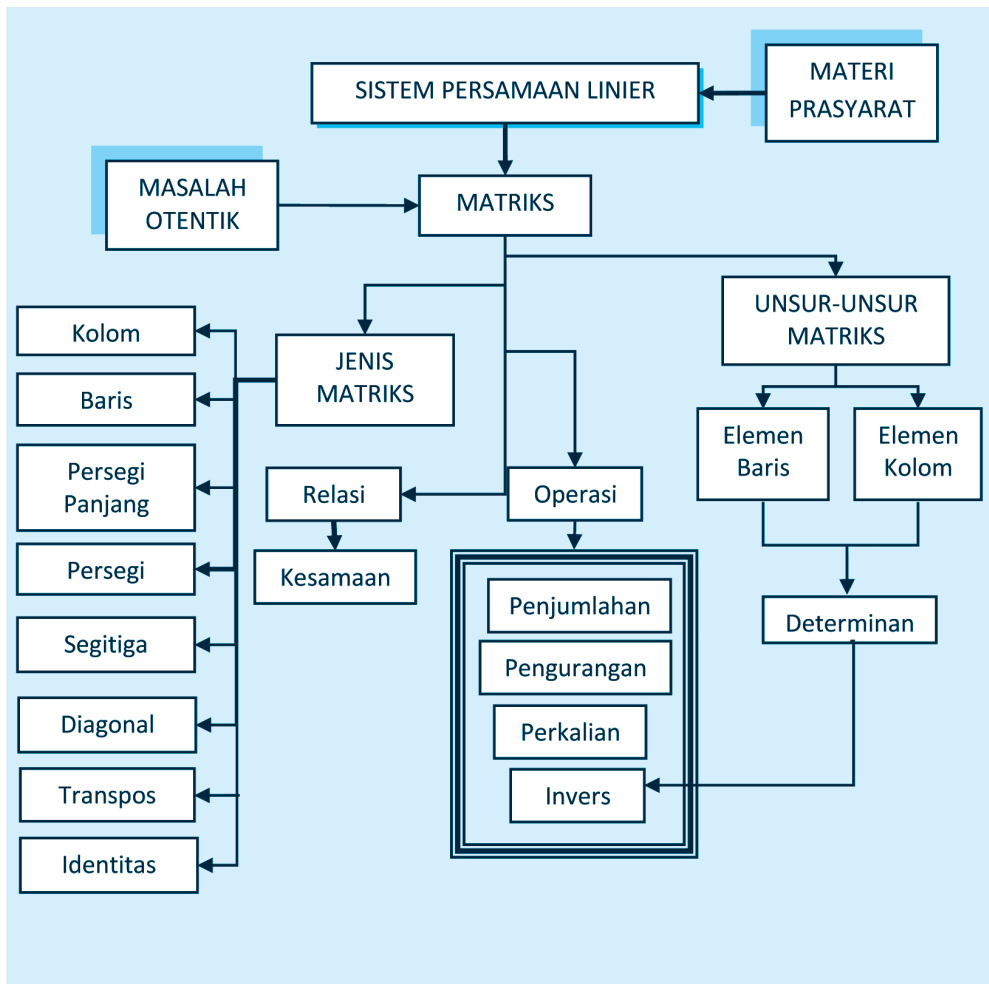 SISTEM PERSAMAAN LINIER
MATERI
PRASYARAT
MASALAH
OTENTIK
MATRIKS
UNSUR-UNSUR
MATRIKS
JENIS
MATRIKS
Kolom
Baris
Persegi
Panjang
Persegi
Segitiga
Diagonal
Transpos
Identitas
Relasi
Kesamaan
Operasi
Penjumlahan
Pengurangan
Perkalian
Invers
Elemen
Baris
Elemen
Kolom
Determinan